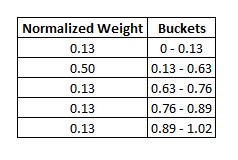 Normalized Weight Buckets
0.13 0 - 0.13
0.50 0.13 - 0.63
0.13 0.63 - 0.76
0.13 0.76 - 0.89
0.13 0.89 - 1.02